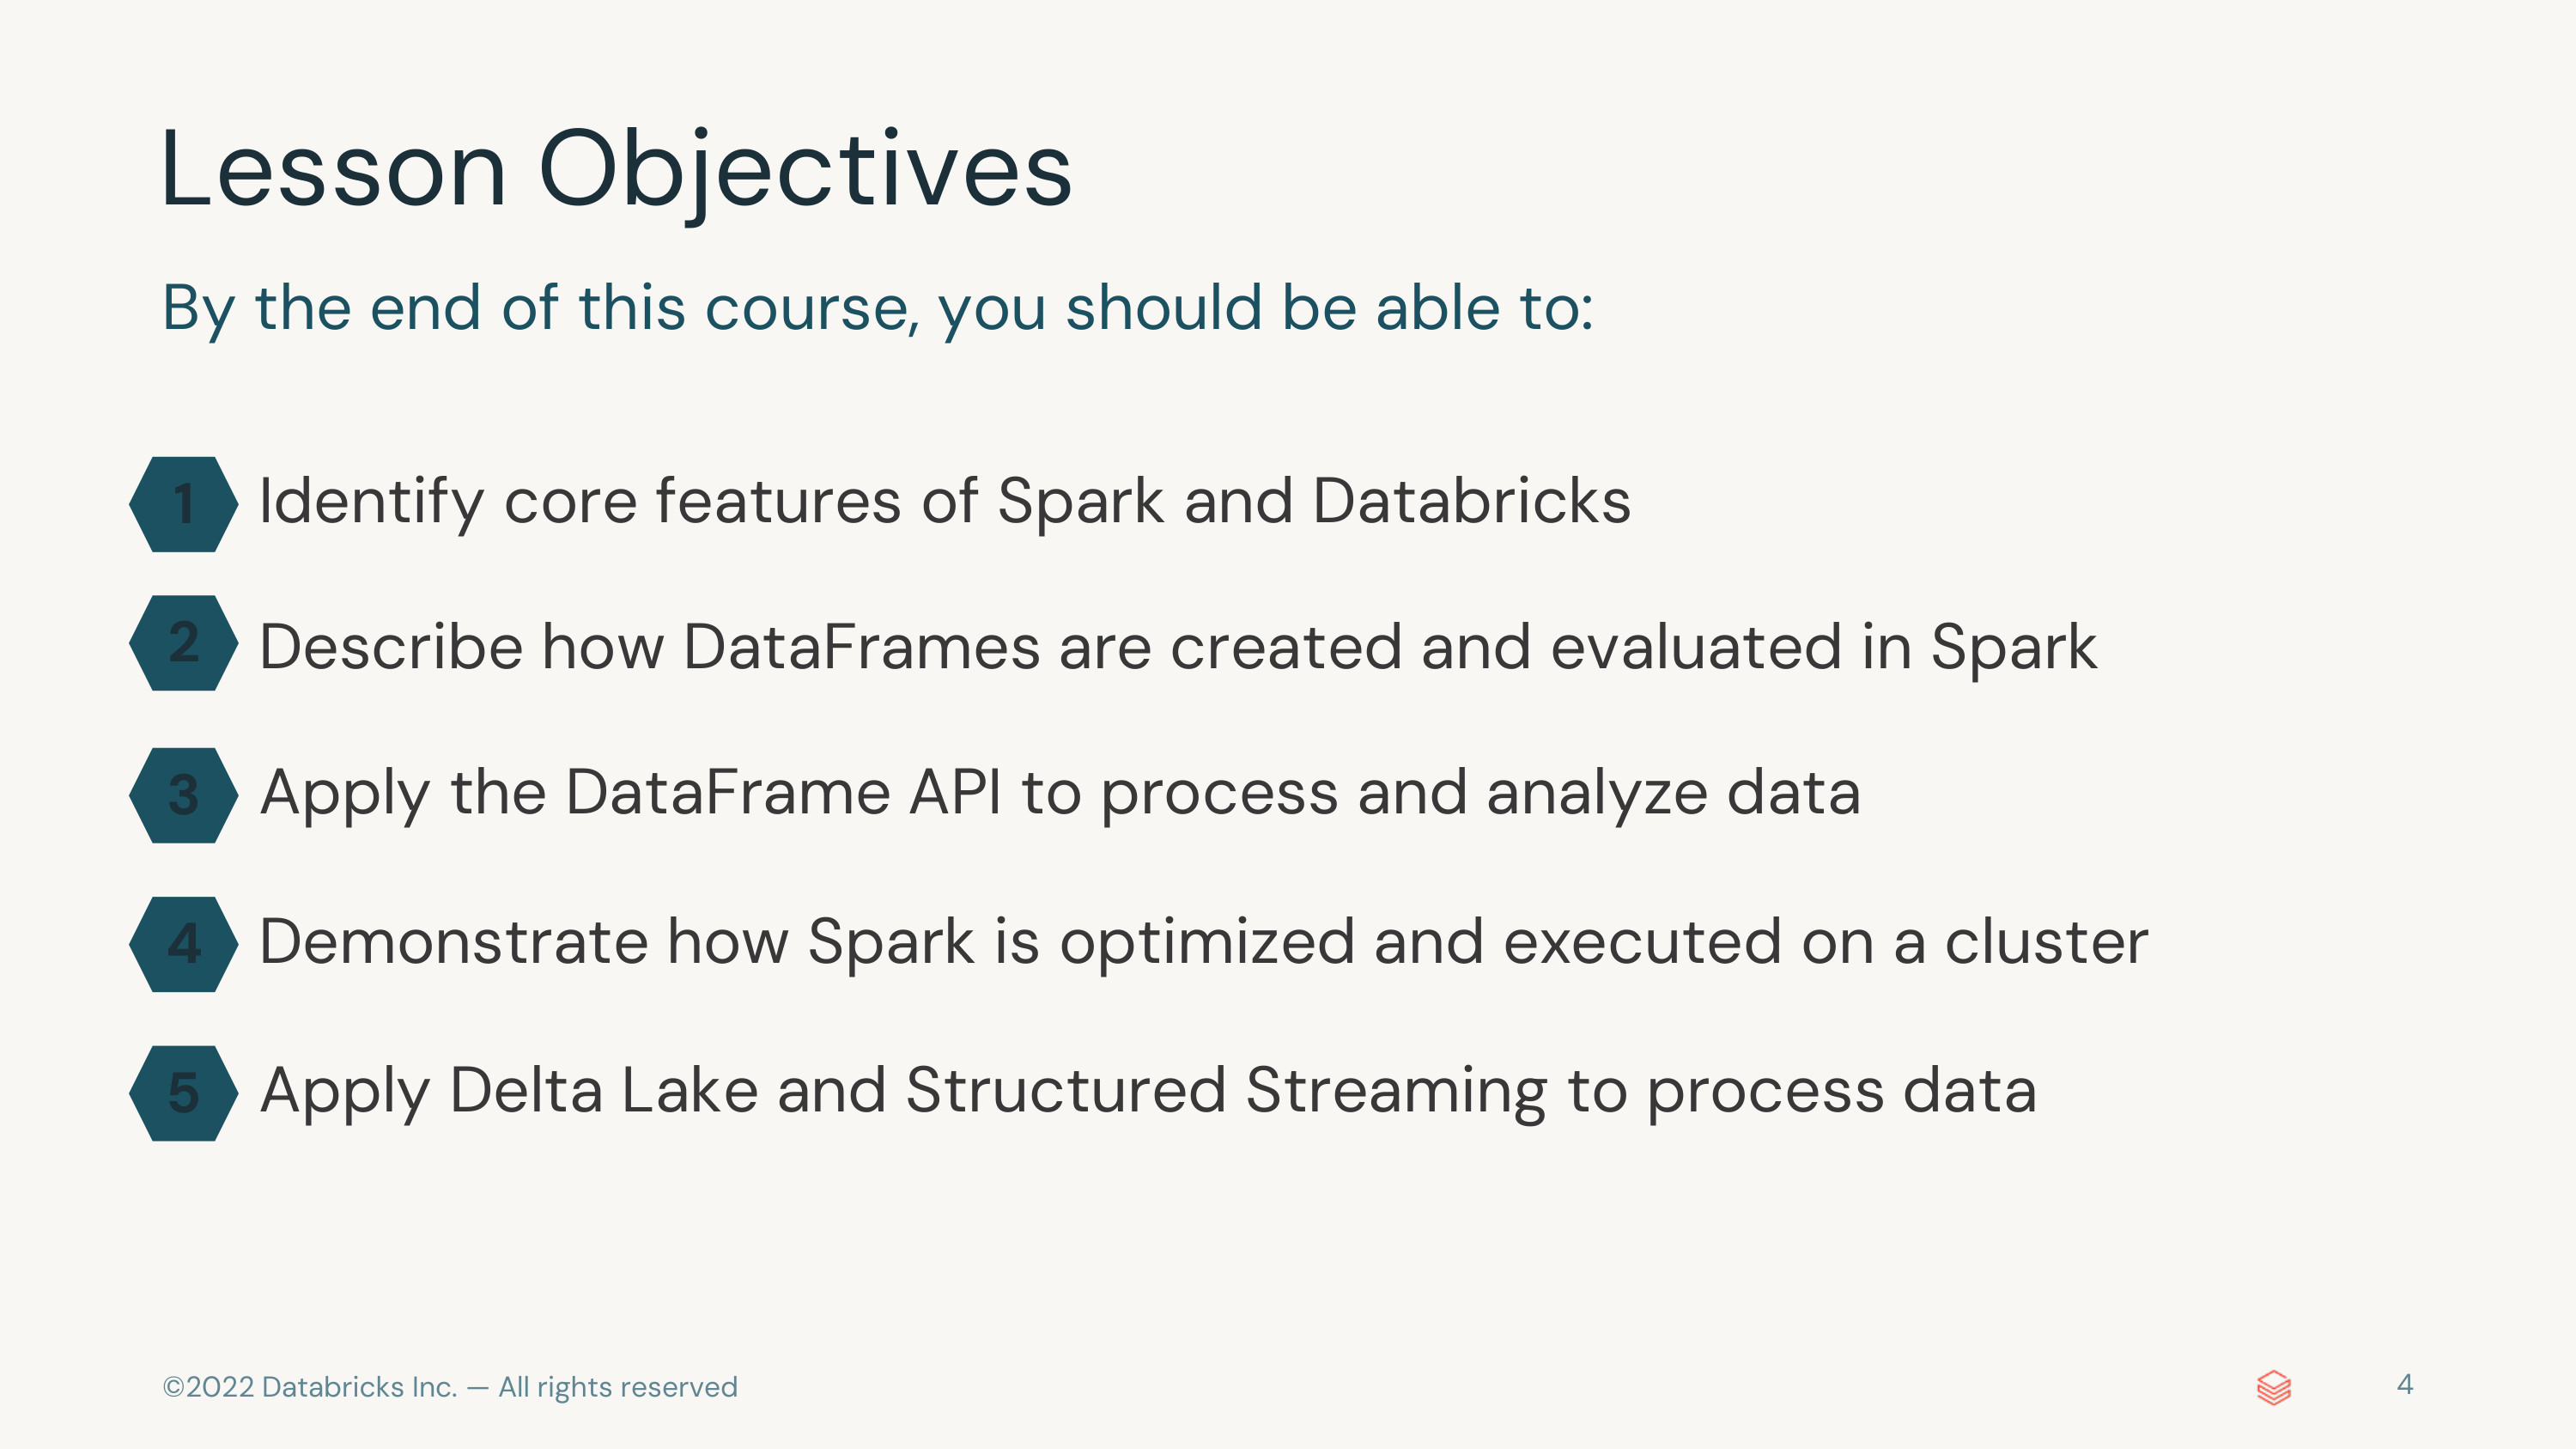 Lesson Objectives
By the end of this course, you should be able to:
1 Identify core features of Spark and Databricks
2 Describe how DataFrames are created and evaluated in Spark
3 Apply the DataFrame API to process and analyze data
4 Demonstrate how Spark is optimized and executed on a cluster
5 Apply Delta Lake and Structured Streaming to process data
©2022 Databricks Inc. — All rights reserved
4